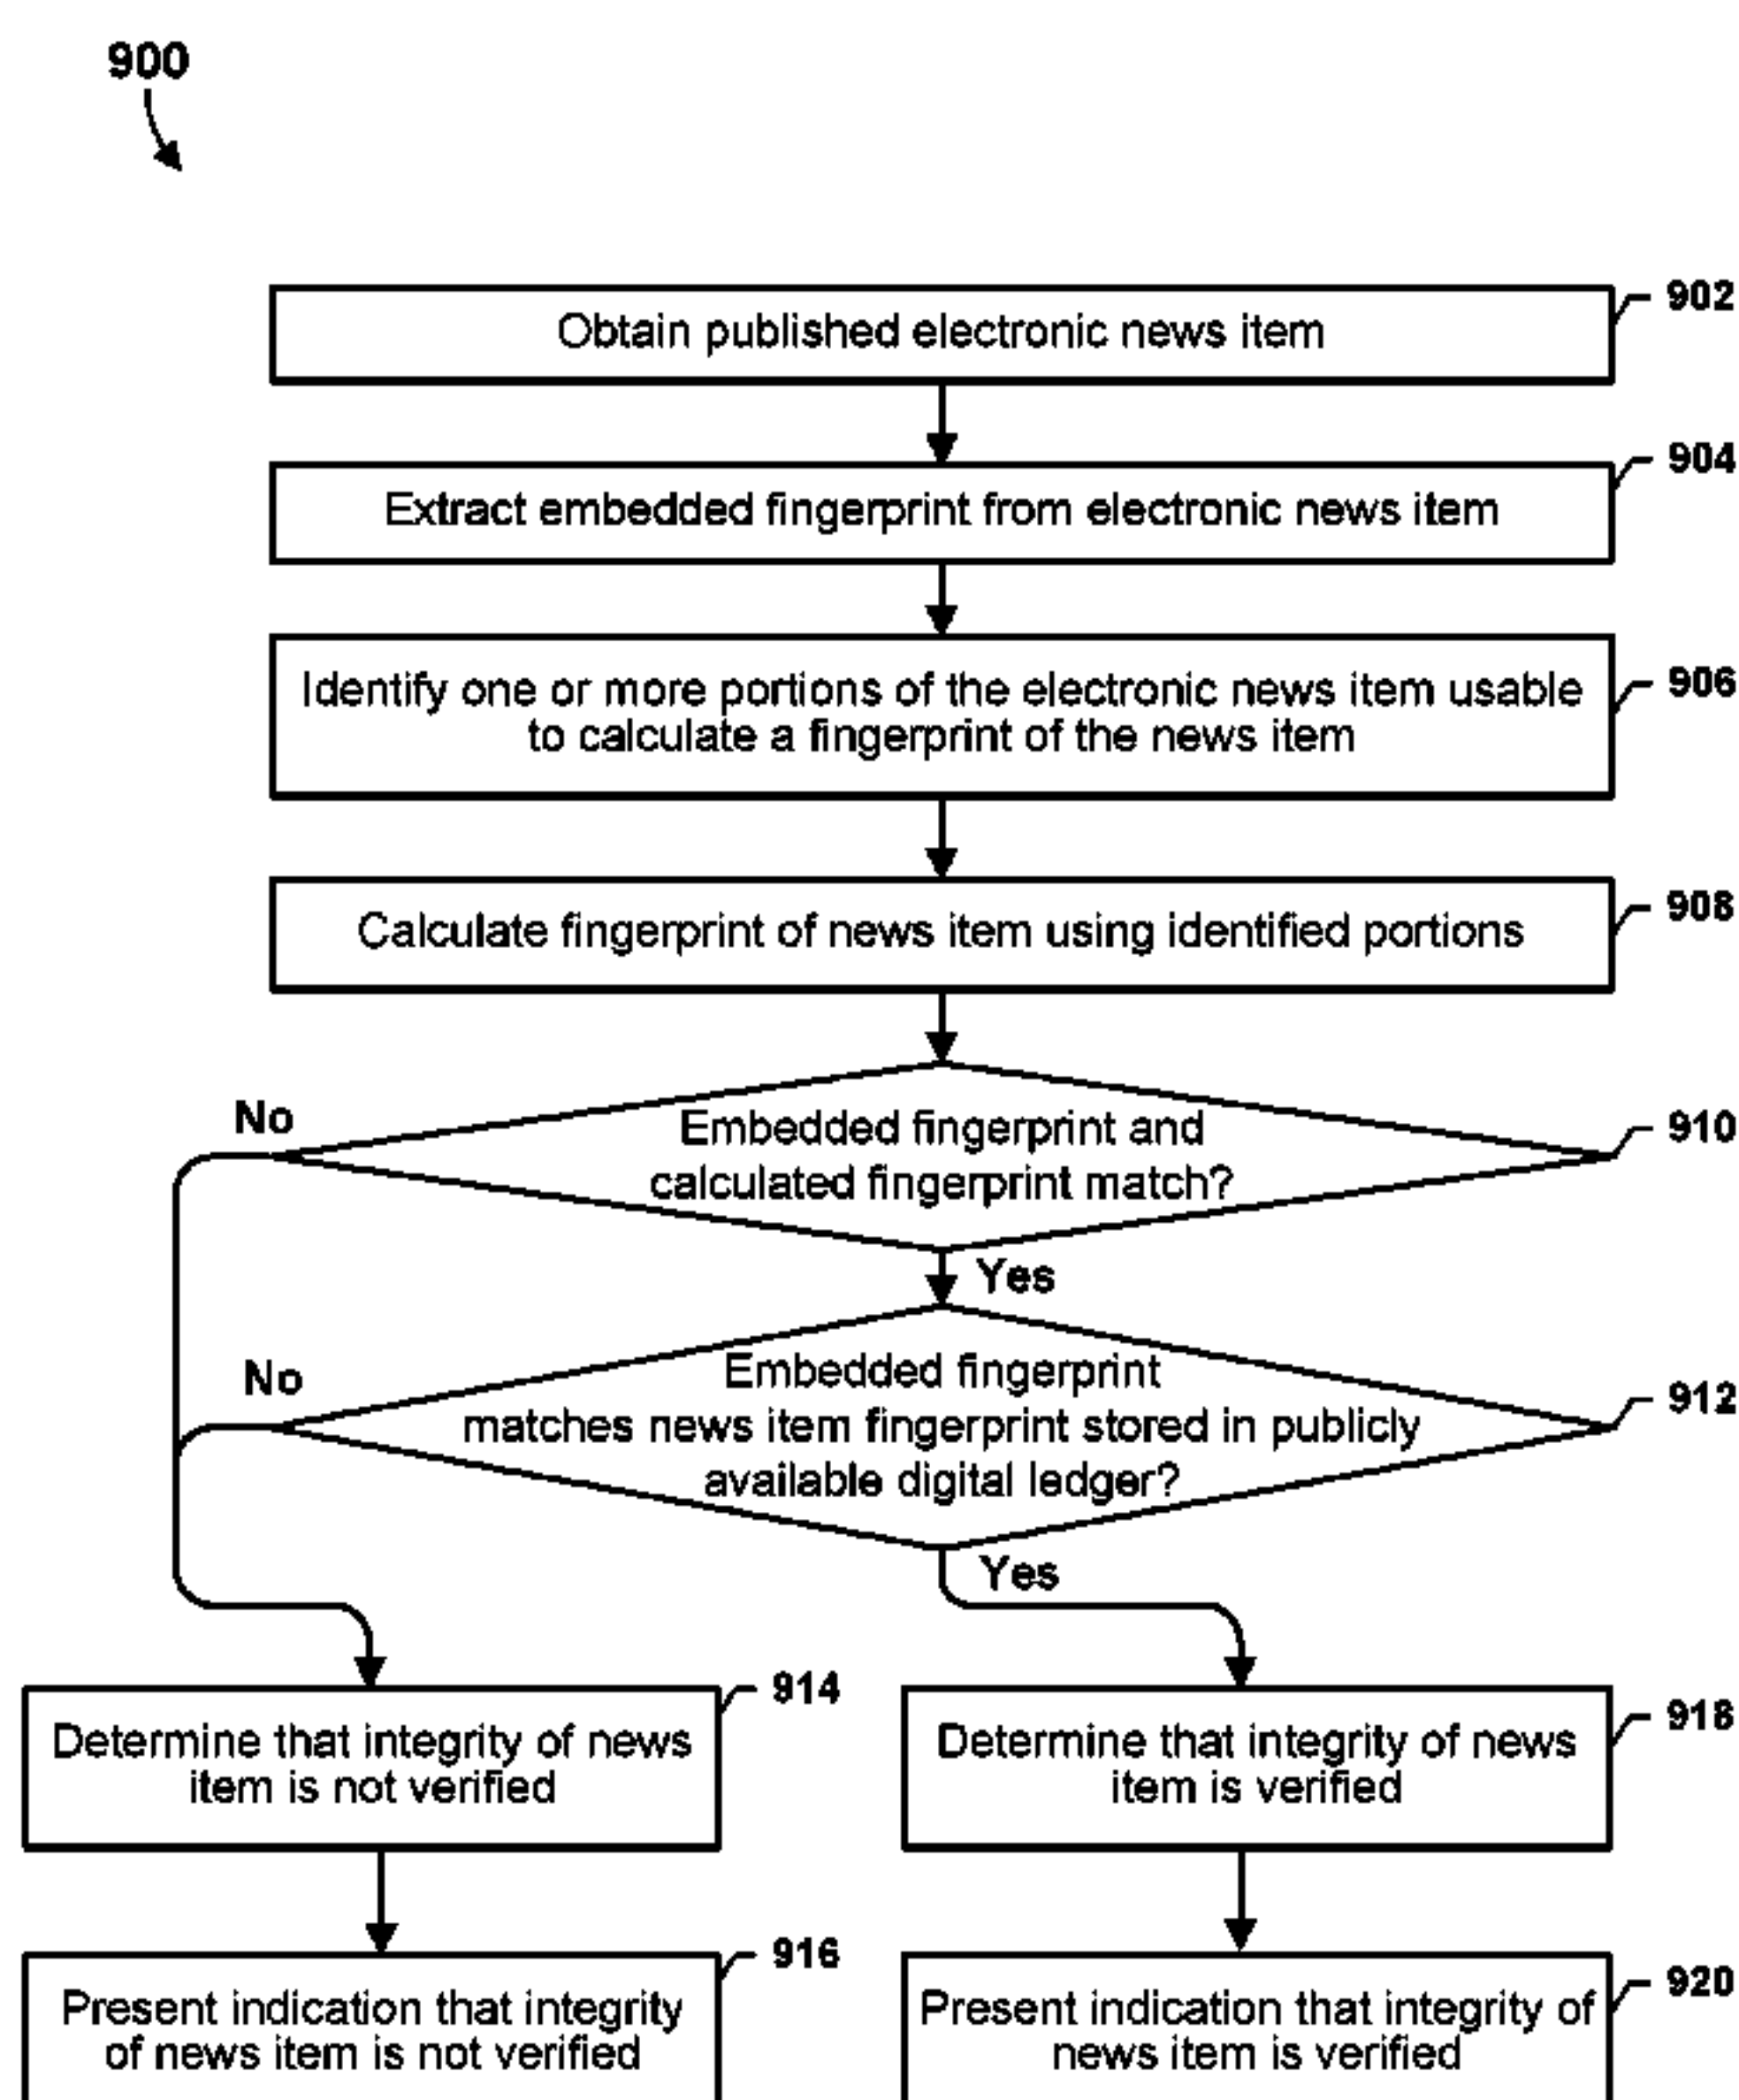 900
902
Obtain published electronic news item
904
Extract embedded fingerprint from electronic news item
906
Identify one or more portions of the electronic news item usable
to calculate a fingerprint of the news item
908
Calculate fingerprint of news item using identified portions
No
Embedded fingerprint and
calculated fingerprint match?
910
Yes
No
Embedded fingerprint
matches news item fingerprint stored in publicly
available digital ledger?
912
Yes
914
Determine that integrity of news
item is not verified
918
Determine that integrity of news
item is verified
916
Present indication that integrity
of news item is not verified
920
Present indication that integrity of
news item is verified